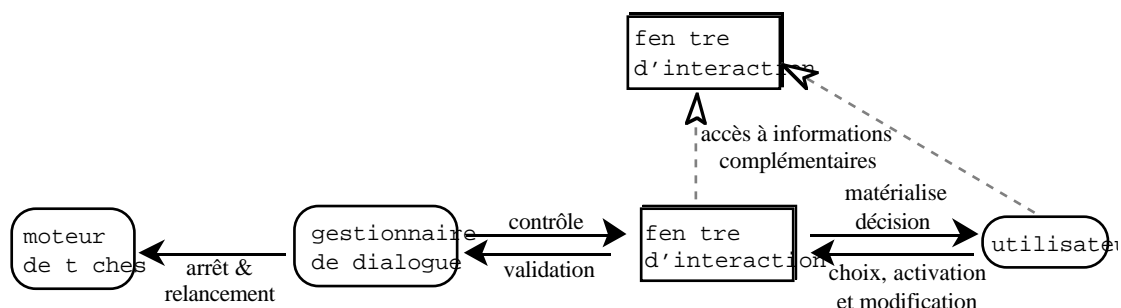 fen tre
d'interaction
accès à informations
complémentaires
matérialise
décision
contrôle
moteur
de t ches
gestionnaire
de dialogue
fen tre
d'interaction
utilisateu
arrêt &
relancement
validation
choix, activation
et modification